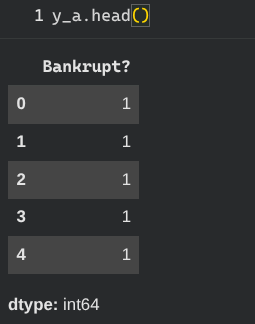 1 y_a.head()
Bankrupt?
0 1
1 1
2 1
3 1
4 1
dtype: int64